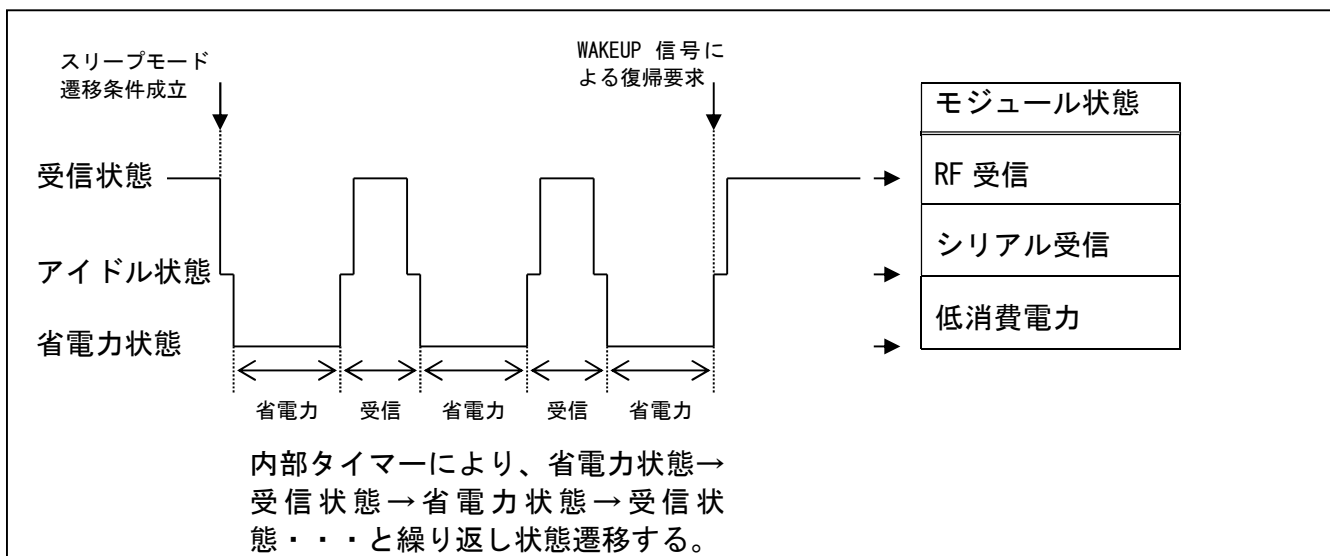 スリープモード
遷移条件成立
WAKEUP 信号に
よる復帰要求
モジュール状態
受信状態
RF 受信
アイドル状態
シリアル受信
省電力状態
低消費電力
省電力
受信
省電力
受信
省電力
内部タイマーにより、省電力状態→
受信状態→省電力状態→受信状
態・・・と繰り返し状態遷移する。